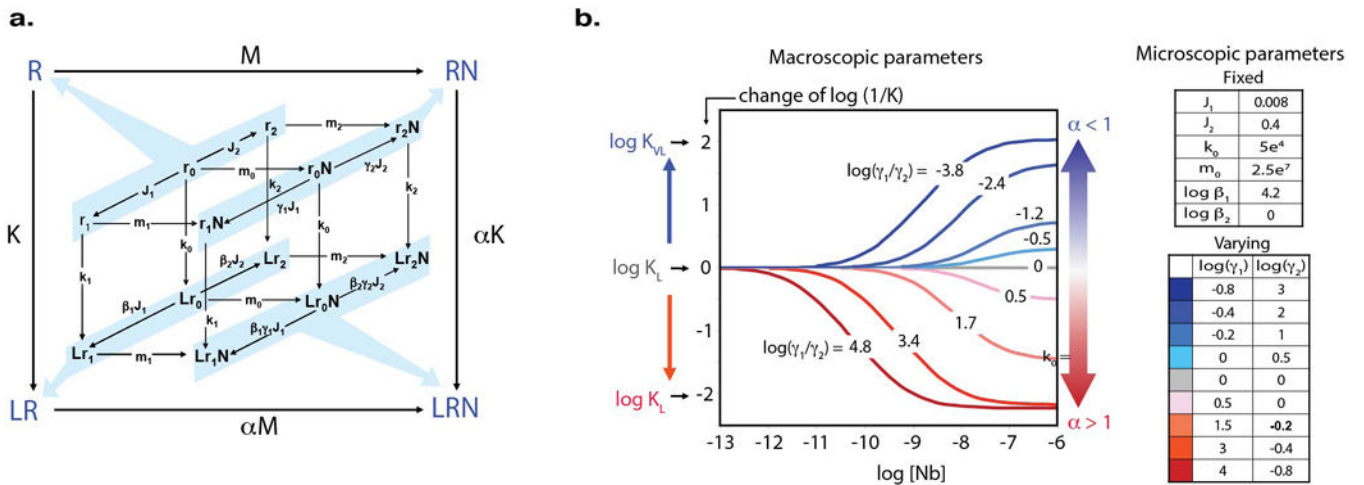 a.
R
M
RN
r₂
m₂
r₂N
J₂
r₀
m₀
r₀N
γ₂J₂
J₁
k₂
k₂
r₁
m₁
r₁N
γ₁J₁
k₀
k₀
K
αK
k₁
β₂J₂
Lr₂
m₂
Lr₂N
β₁J₁
Lr₀
m₀
Lr₀N
β₂γ₂J₂
k₁
β₁γ₁J₁
Lr₁
m₁
Lr₁N
LR
αM
LRN
b.
Macroscopic parameters
change of log (1/K)
α < 1
log K_VL
2
log(γ₁/γ₂) =
-3.8
-2.4
1
-1.2
-0.5
log K_L
0
0
0.5
-1
1.7
3.4
log(γ₁/γ₂) = 4.8
k₀ =
log K_L
-2
α > 1
-13 -12 -11 -10 -9 -8 -7 -6
log [Nb]
Microscopic parameters
Fixed
J₁ 0.008
J₂ 0.4
k₀ 5e⁴
m₀ 2.5e⁷
log β₁ 4.2
log β₂ 0
Varying
log(γ₁) log(γ₂)
-0.8 3
-0.4 2
-0.2 1
0 0.5
0 0
0.5 0
1.5 -0.2
3 -0.4
4 -0.8